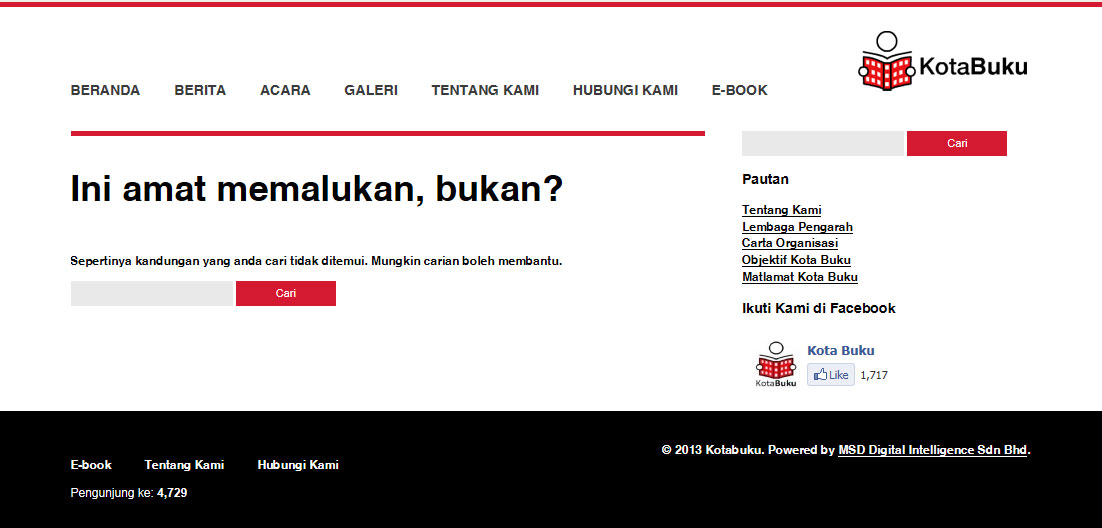 KotaBuku
BERANDA BERITA ACARA GALERI TENTANG KAMI HUBUNGI KAMI E-BOOK
Ini amat memalukan, bukan?
Sepertinya kandungan yang anda cari tidak ditemui. Mungkin carian boleh membantu.
Cari
Cari
Pautan
Tentang Kami
Lembaga Pengarah
Carta Organisasi
Objektif Kota Buku
Matlamat Kota Buku
Ikuti Kami di Facebook
KotaBuku
Kota Buku
Like 1,717
E-book Tentang Kami Hubungi Kami
Pengunjung ke: 4,729
© 2013 Kotabuku. Powered by MSD Digital Intelligence Sdn Bhd.